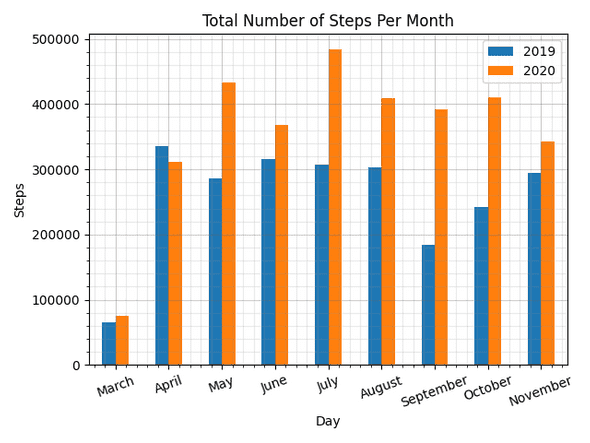 Total Number of Steps Per Month
2019
2020
500000
400000
300000
200000
100000
0
Steps
March April May June July August September October November
Day